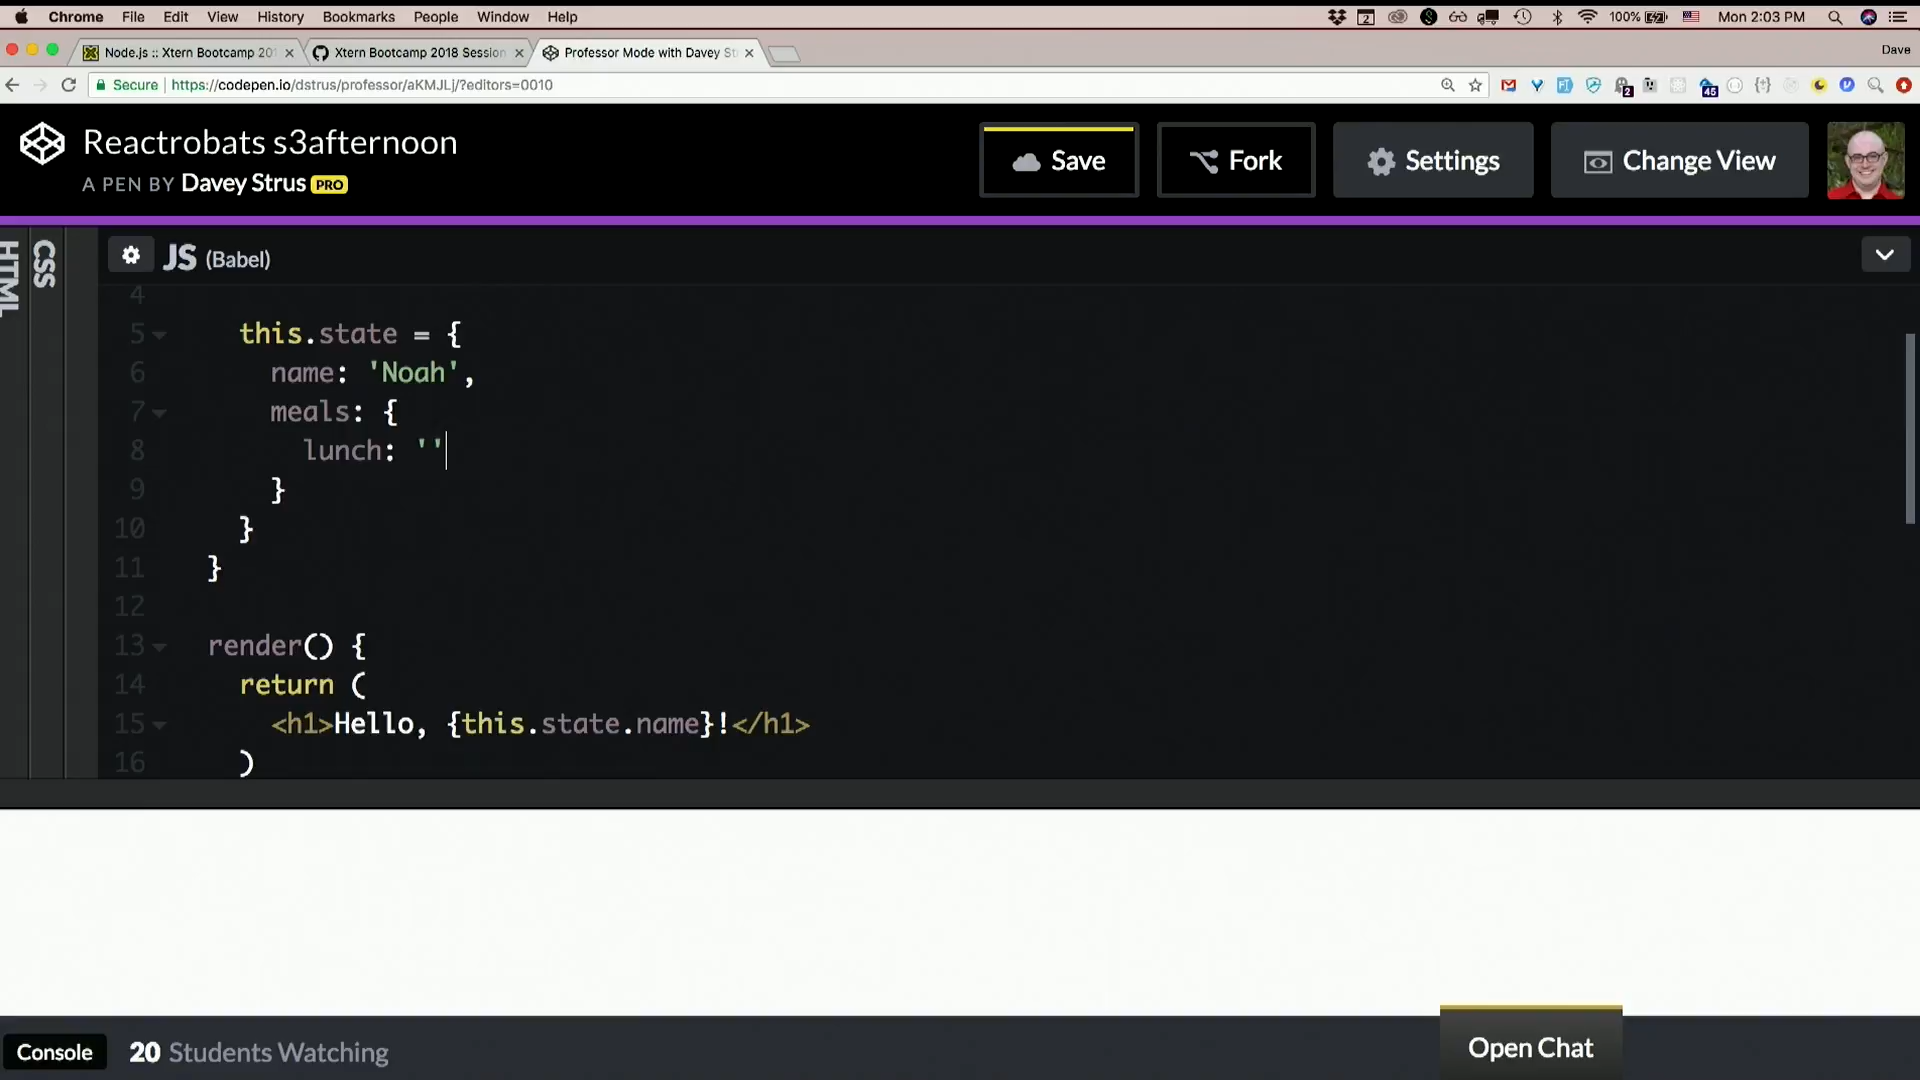 Chrome File Edit View History Bookmarks People Window Help 2 100% Mon 2:03 PM
Node.js :: Xtern Bootcamp 201 Xtern Bootcamp 2018 Session Professor Mode with Davey St Dave
Secure https://codepen.io/dstrus/professor/aKMJLj/?editors=0010 2 45
Reactrobats s3afternoon
A PEN BY Davey Strus PRO
Save Fork Settings Change View
HTML
CSS
JS (Babel)
4
5 this.state = {
6 name: 'Noah',
7 meals: {
8 lunch: ''
9 }
10 }
11 }
12
13 render() {
14 return (
15 <h1>Hello, {this.state.name}!</h1>
16 )
Console 20 Students Watching Open Chat